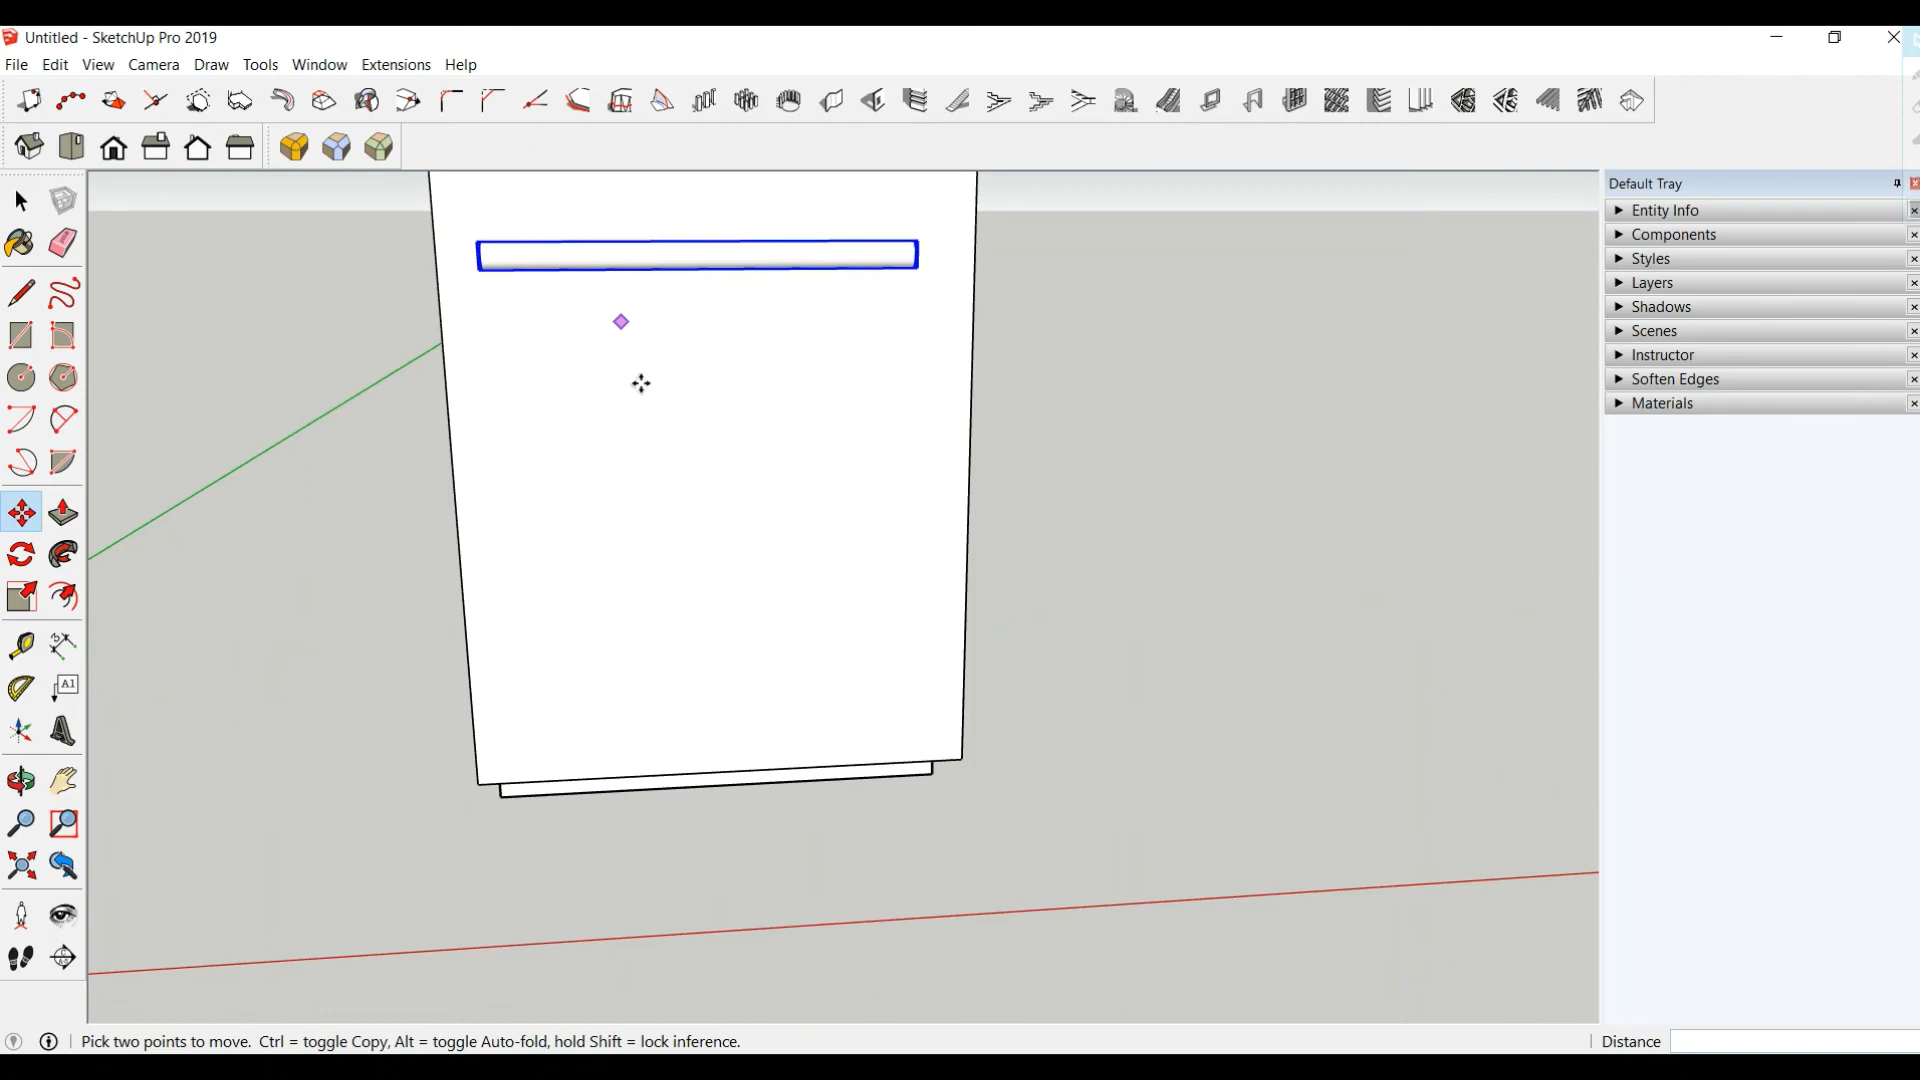 Untitled - SketchUp Pro 2019
File Edit View Camera Draw Tools Window Extensions Help
Default Tray
Entity Info
Components
Styles
Layers
Shadows
Scenes
Instructor
Soften Edges
Materials
A1
Pick two points to move. Ctrl = toggle Copy, Alt = toggle Auto-fold, hold Shift = lock inference.
Distance